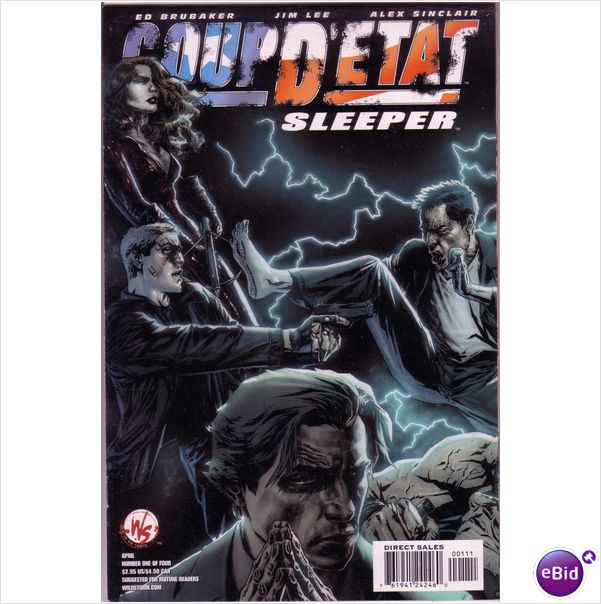 ED BRUBAKER JIM LEE ALEX SINCLAIR
COUP D'ETAT
SLEEPER
WS
APRIL
NUMBER ONE OF FOUR
$2.95 US/$4.50 CAN
SUGGESTED FOR MATURE READERS
WILDSTORM.COM
DIRECT SALES
00111
7 61941 24246 0
eBid